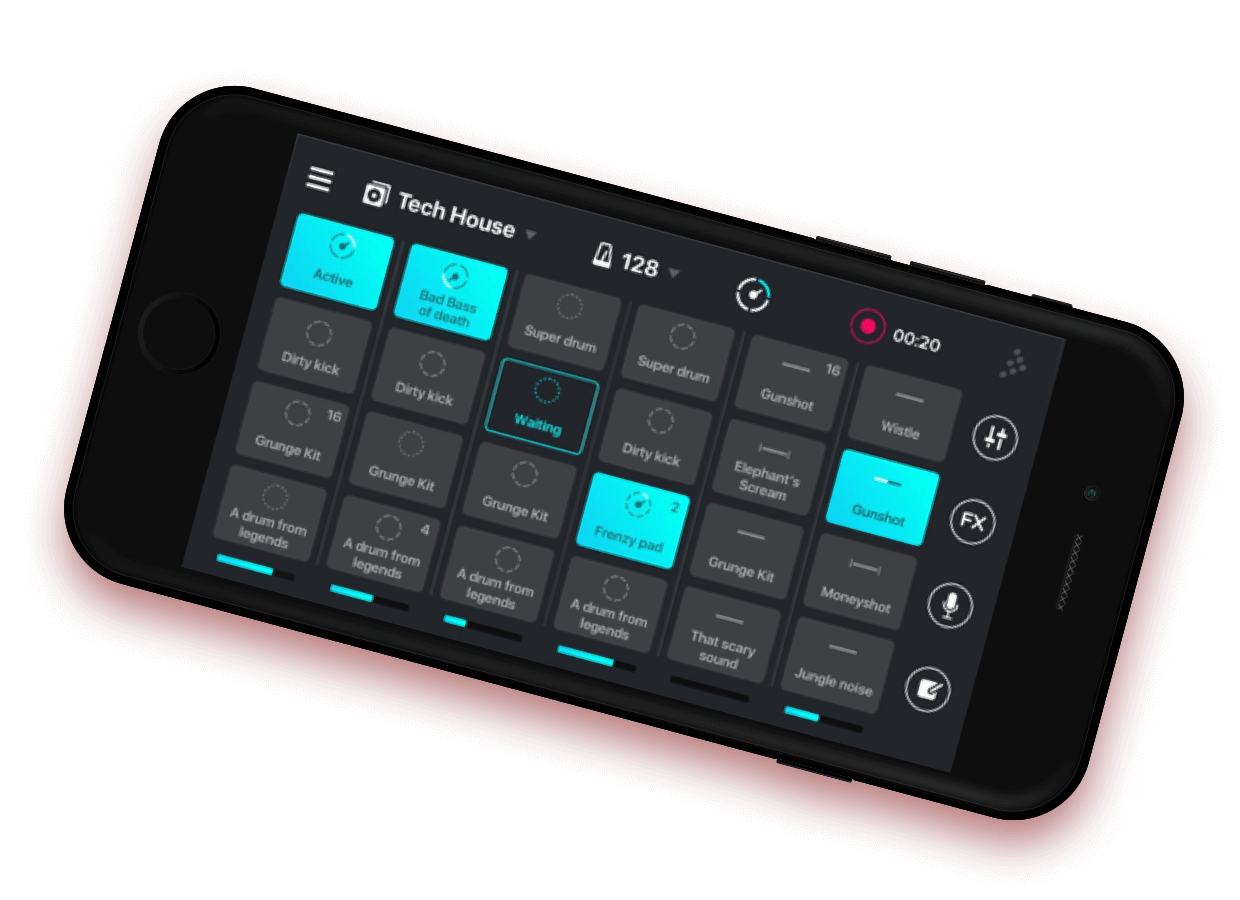 Tech House
128
00:20
Active
Bad Bass
of death
Super drum
Super drum
16
Gunshot
Wistle
Dirty kick
Dirty kick
Waiting
Dirty kick
Elephant's
Scream
Gunshot
16
Grunge Kit
Grunge Kit
Grunge Kit
2
Frenzy pad
Grunge Kit
Moneyshot
A drum from
legends
4
A drum from
legends
A drum from
legends
A drum from
legends
That scary
sound
Jungle noise
FX